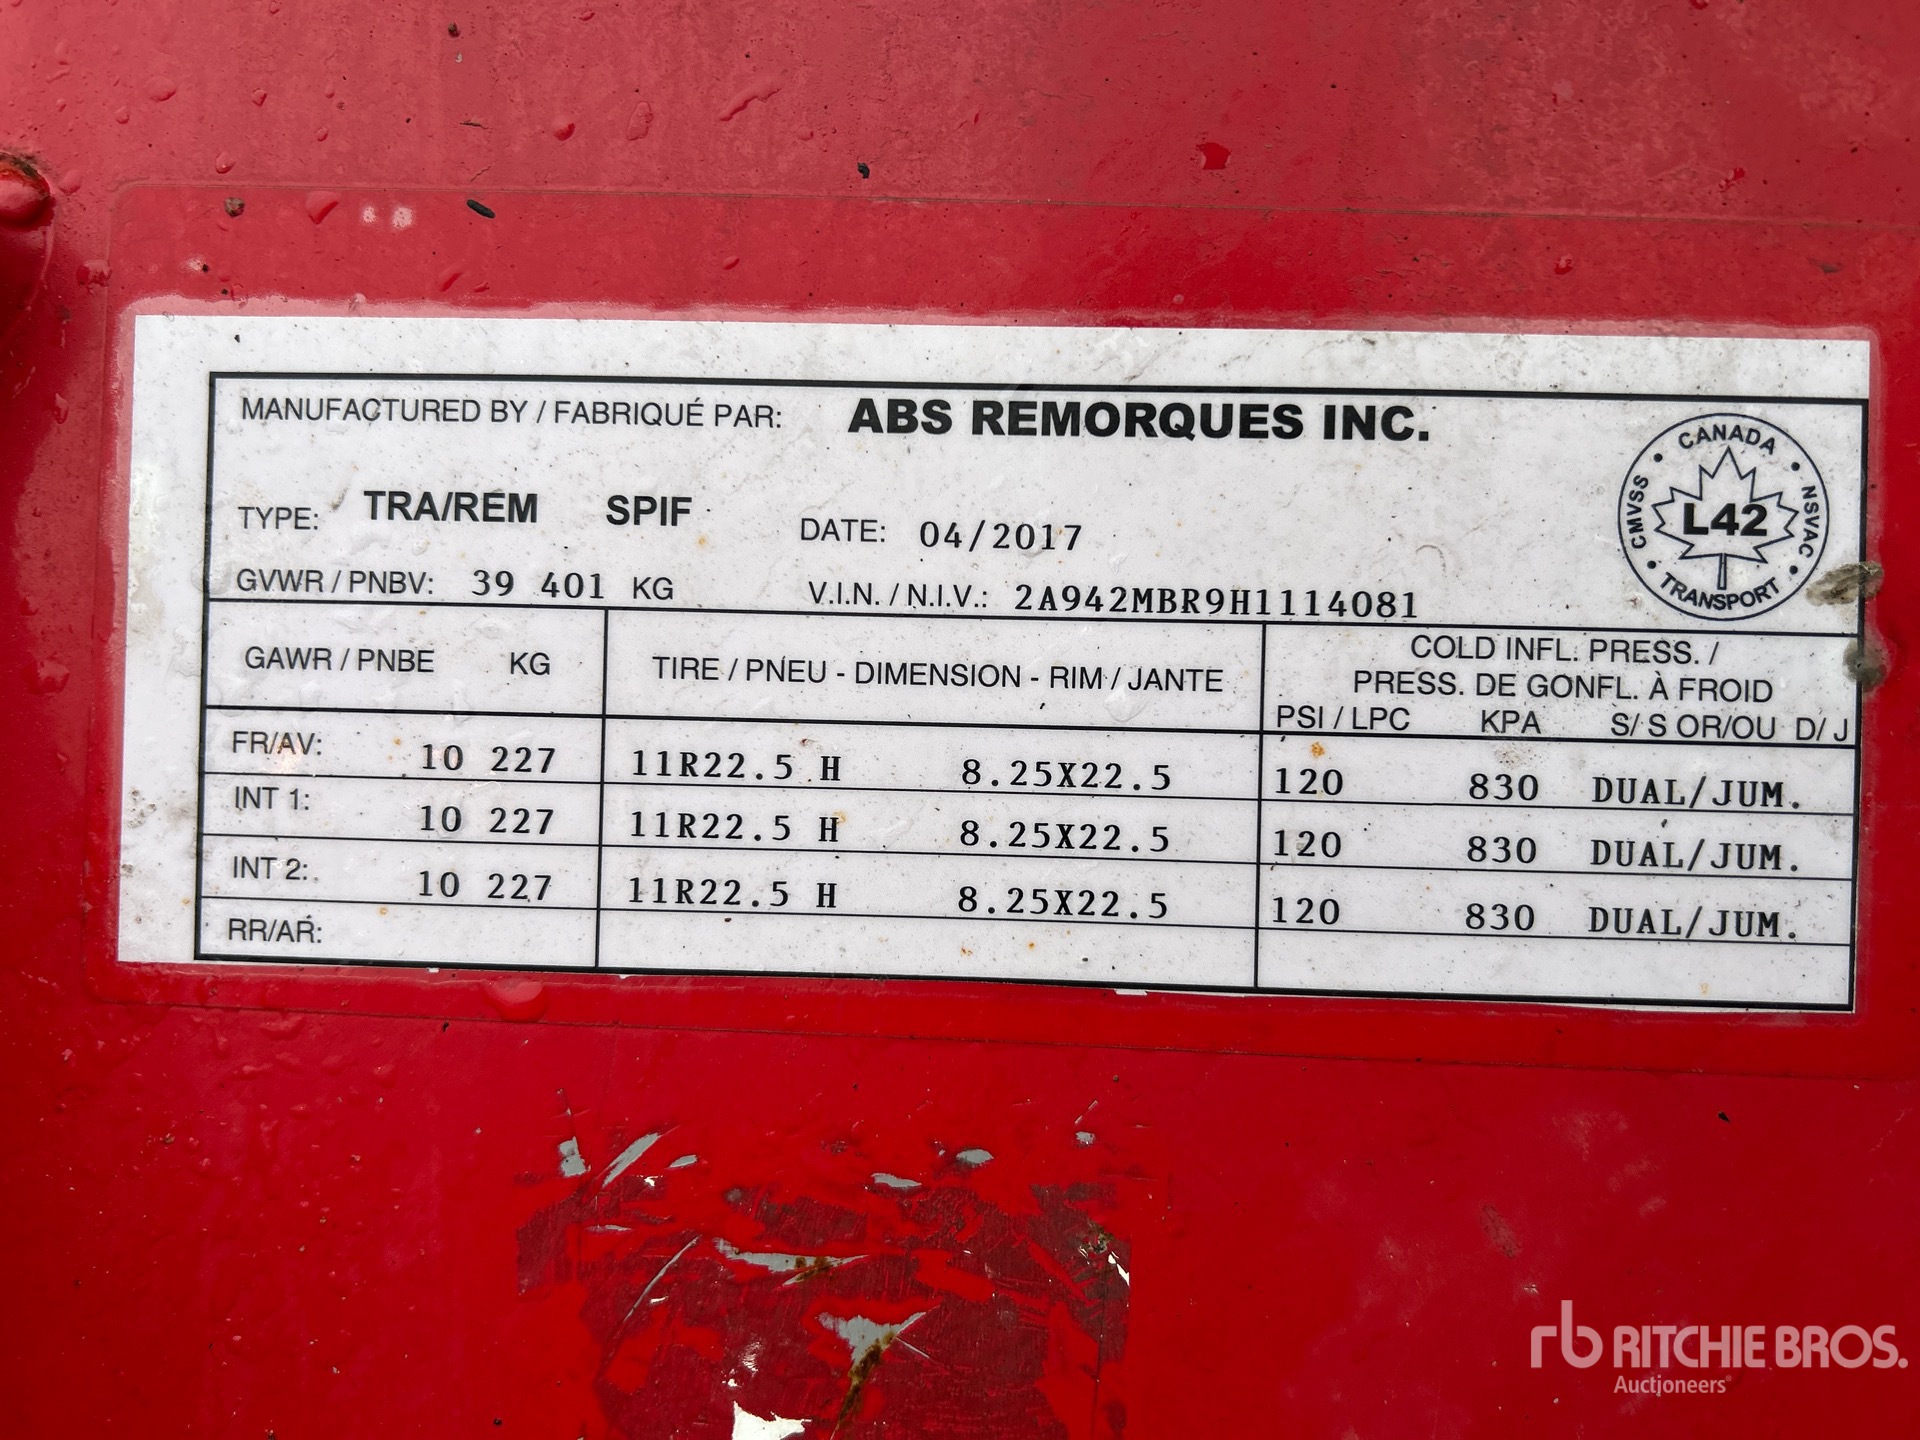 MANUFACTURED BY / FABRIQUÉ PAR: ABS REMORQUES INC.
CANADA
CMVSS L42 NSVAC
TRANSPORT
TYPE: TRA/REM SPIF DATE: 04/2017
GVWR / PNBV: 39 401 KG V.I.N. / N.I.V.: 2A942MBR9H1114081
GAWR / PNBE KG TIRE / PNEU - DIMENSION - RIM / JANTE COLD INFL. PRESS. /
PRESS. DE GONFL. À FROID
PSI / LPC KPA S/ S OR/OU D/ J
FR/AV: 10 227 11R22.5 H 8.25X22.5 120 830 DUAL/JUM.
INT 1: 10 227 11R22.5 H 8.25X22.5 120 830 DUAL/JUM.
INT 2: 10 227 11R22.5 H 8.25X22.5 120 830 DUAL/JUM.
RR/AR:
rb RITCHIE BROS.
Auctioneers